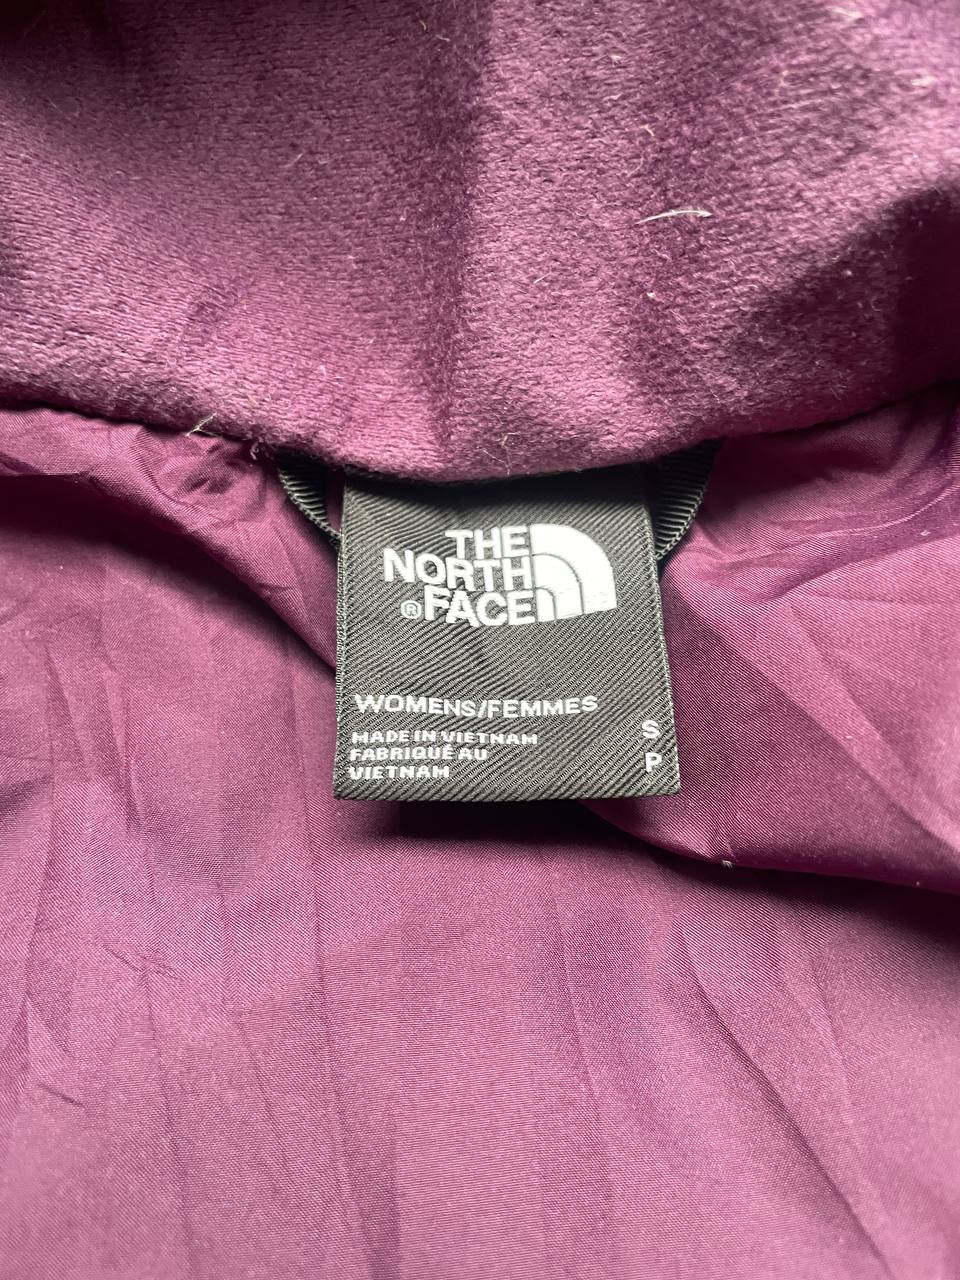 THE
NORTH
® FACE
WOMENS/FEMMES
MADE IN VIETNAM
FABRIQUÉ AU
VIETNAM
S
P